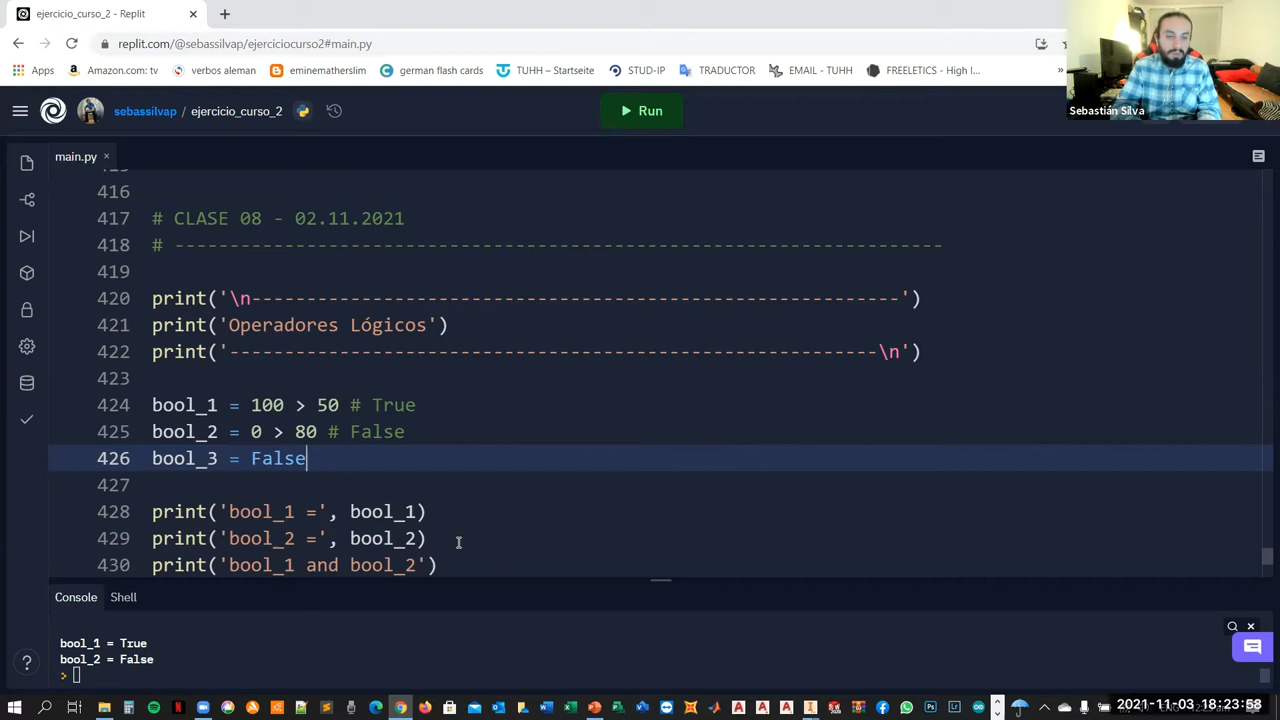 ejercicio_curso_2 - Replit
replit.com/@sebassilvap/ejerciciocurso2#main.py
Apps
Amazon.com: tv
verbos aleman
eminematherslim
german flash cards
TUHH – Startseite
STUD-IP
TRADUCTOR
EMAIL - TUHH
FREELETICS - High I...
»
Sebastián Silva
sebassilvap / ejercicio_curso_2
Run
main.py
416
417 # CLASE 08 - 02.11.2021
418 # ----------------------------------------------------------------------
419
420 print('\n-----------------------------------------------------------')
421 print('Operadores Lógicos')
422 print('-----------------------------------------------------------\n')
423
424 bool_1 = 100 > 50 # True
425 bool_2 = 0 > 80 # False
426 bool_3 = False
427
428 print('bool_1 =', bool_1)
429 print('bool_2 =', bool_2)
430 print('bool_1 and bool_2')
Console Shell
bool_1 = True
bool_2 = False
>
?
2021-11-03 18:23:58